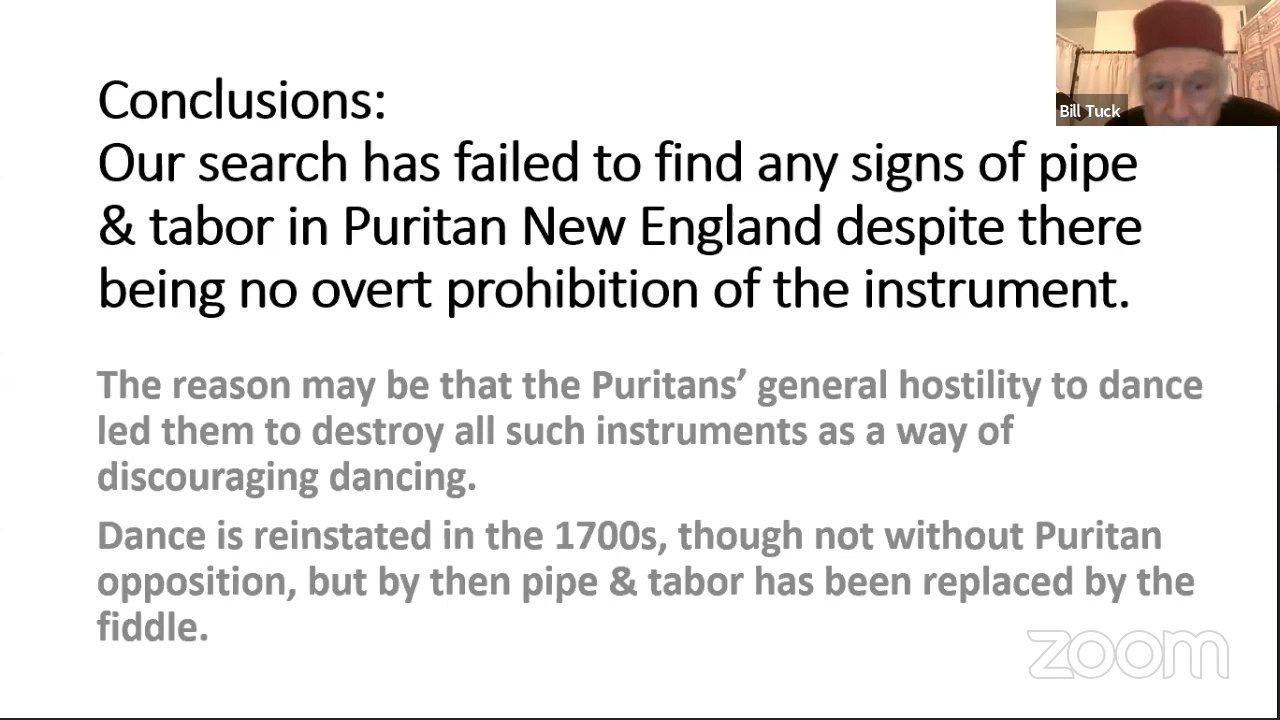 Bill Tuck
Conclusions:
Our search has failed to find any signs of pipe
& tabor in Puritan New England despite there
being no overt prohibition of the instrument.
The reason may be that the Puritans’ general hostility to dance
led them to destroy all such instruments as a way of
discouraging dancing.
Dance is reinstated in the 1700s, though not without Puritan
opposition, but by then pipe & tabor has been replaced by the
fiddle.
zoom